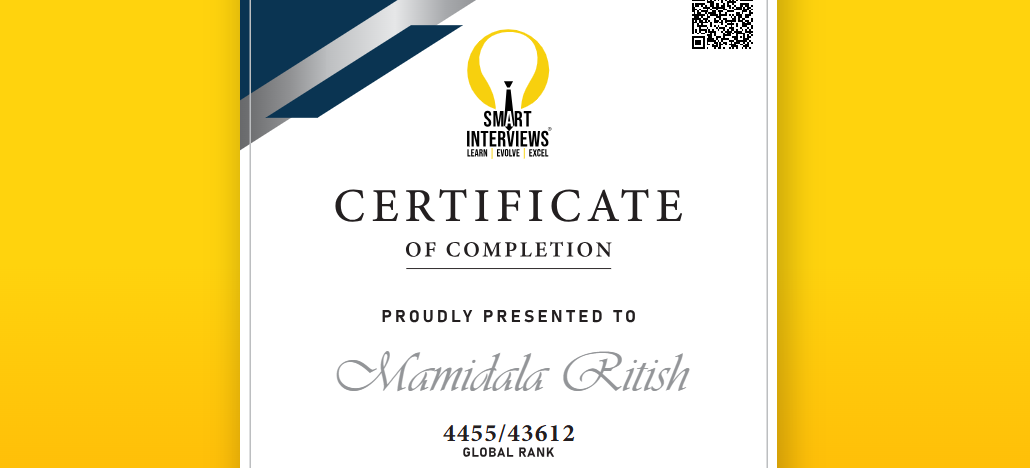 SMART
INTERVIEWS®
LEARN | EVOLVE | EXCEL
CERTIFICATE
OF COMPLETION
PROUDLY PRESENTED TO
Mamidala Ritish
4455/43612
GLOBAL RANK